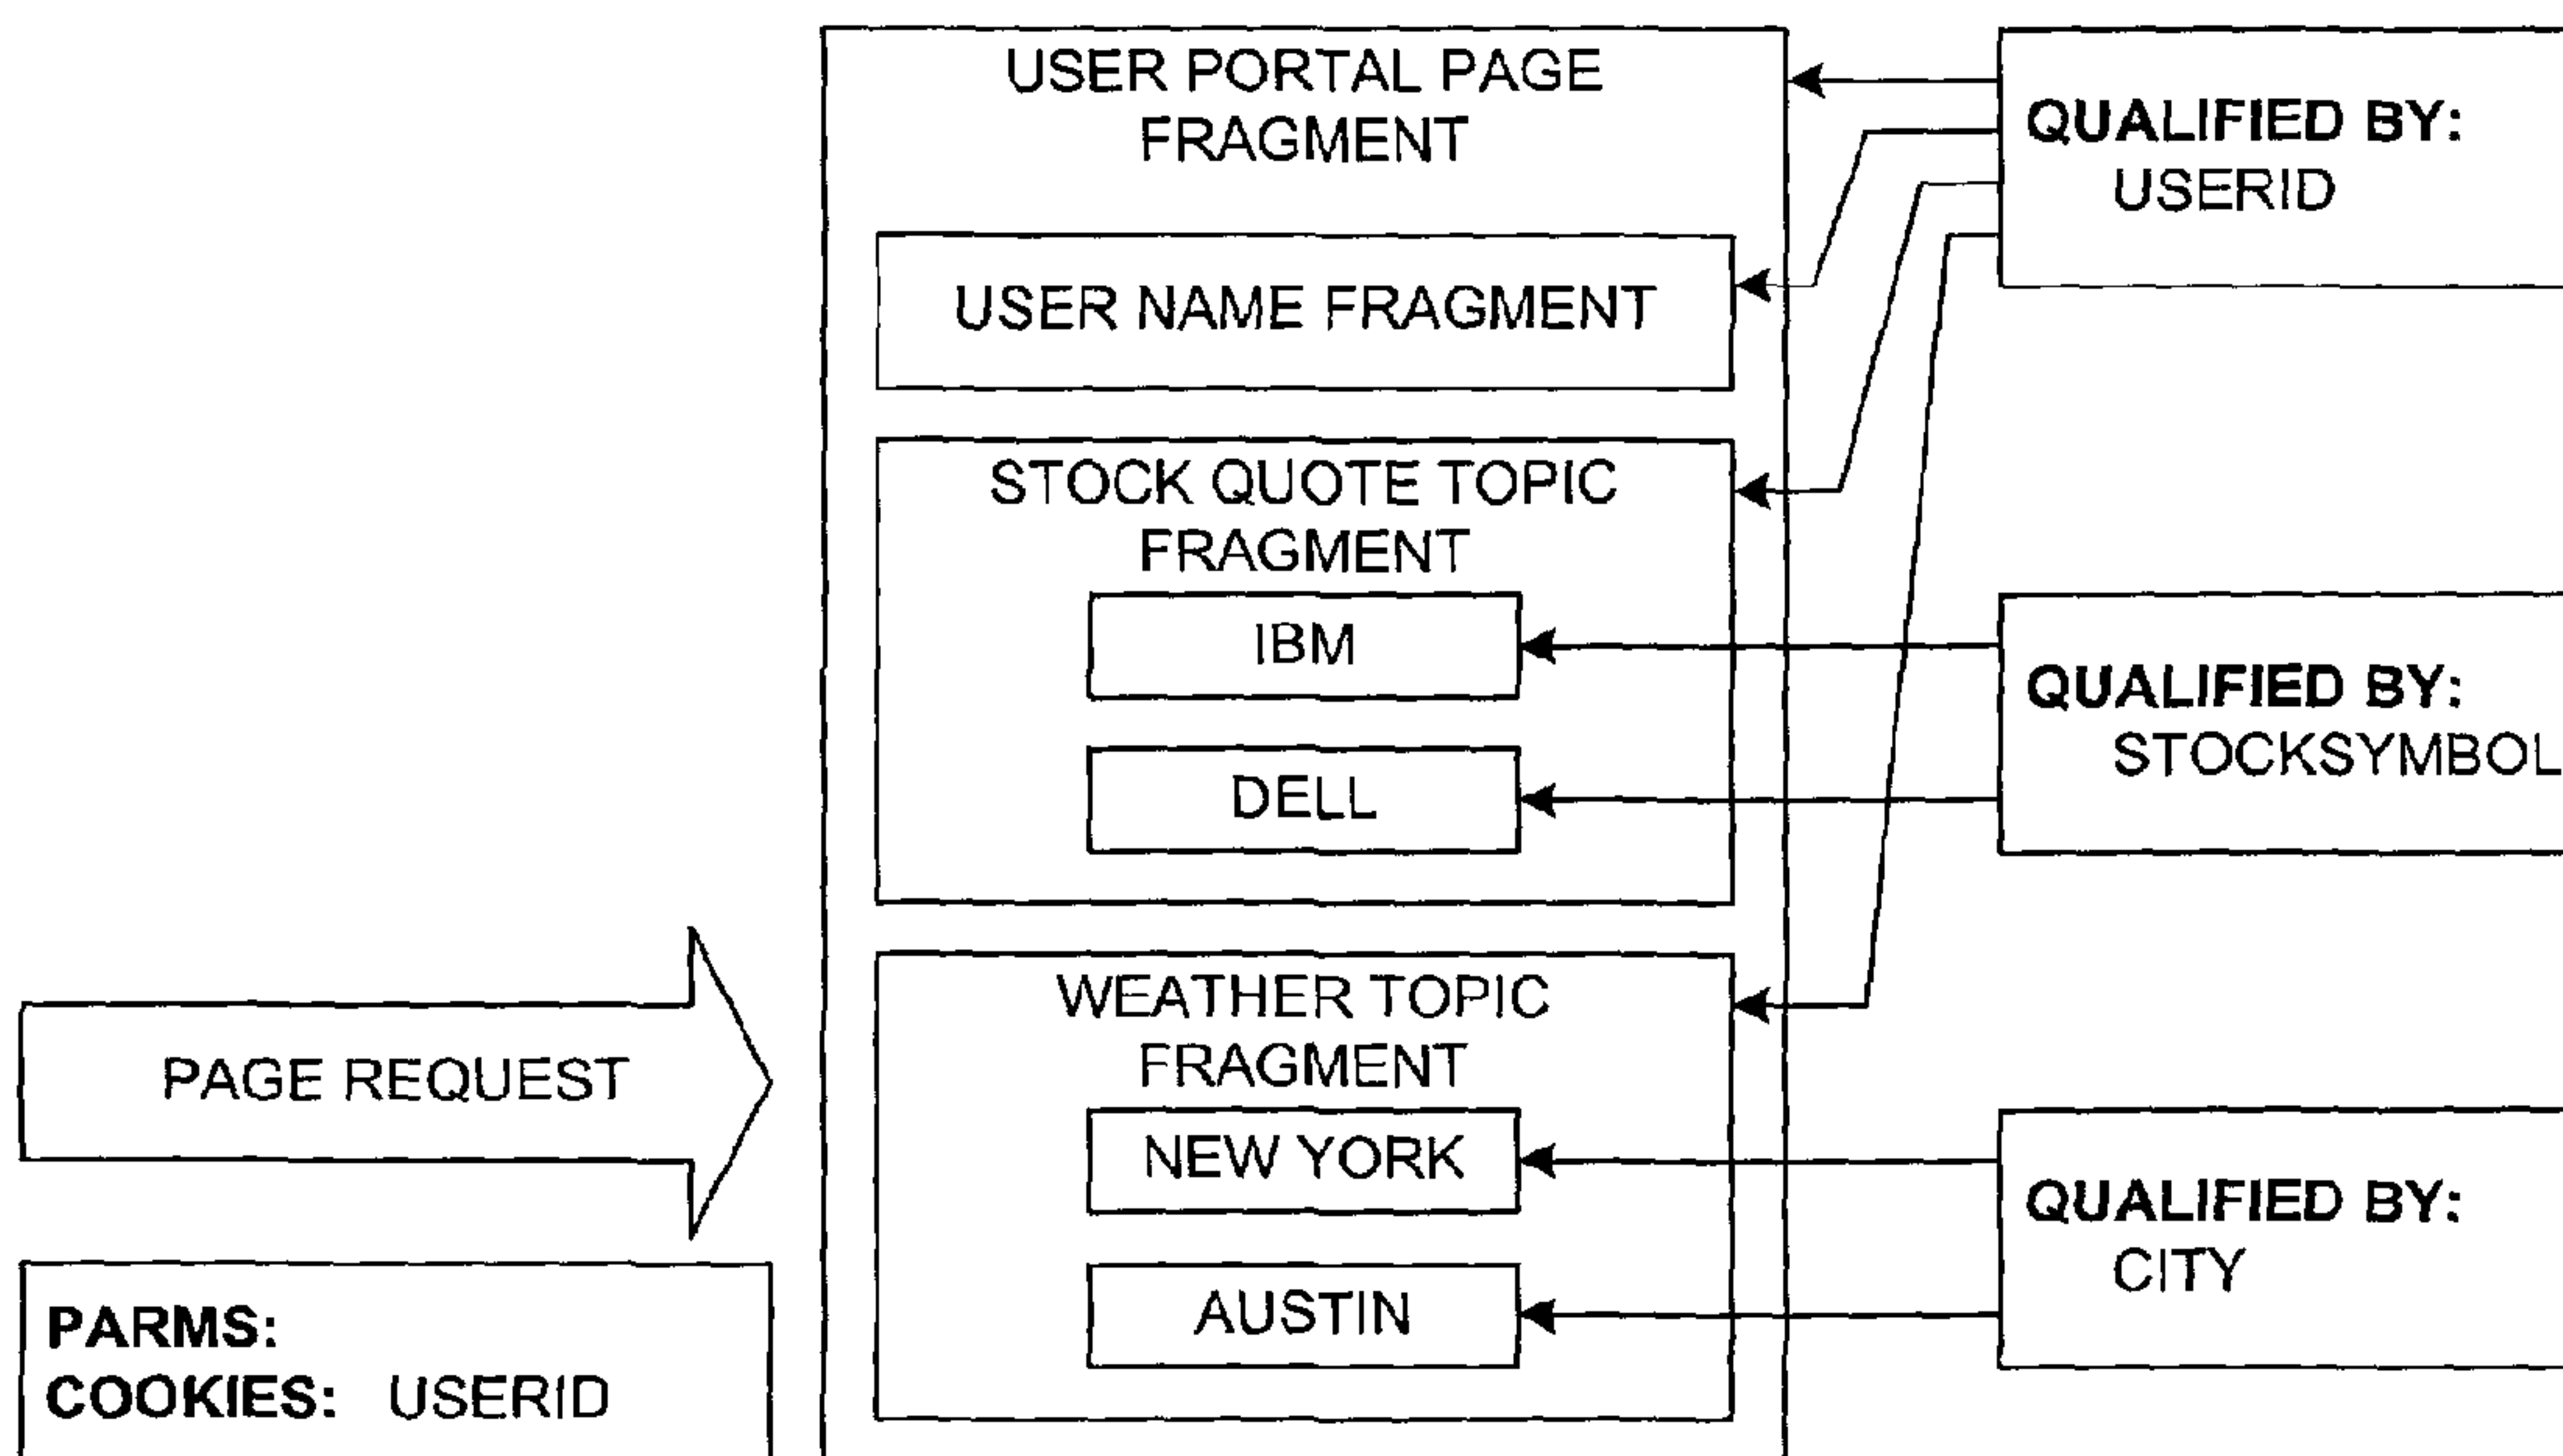 USER PORTAL PAGE
FRAGMENT
USER NAME FRAGMENT
STOCK QUOTE TOPIC
FRAGMENT
IBM
DELL
WEATHER TOPIC
FRAGMENT
NEW YORK
AUSTIN
QUALIFIED BY:
USERID
QUALIFIED BY:
STOCKSYMBOL
QUALIFIED BY:
CITY
PAGE REQUEST
PARMS:
COOKIES: USERID